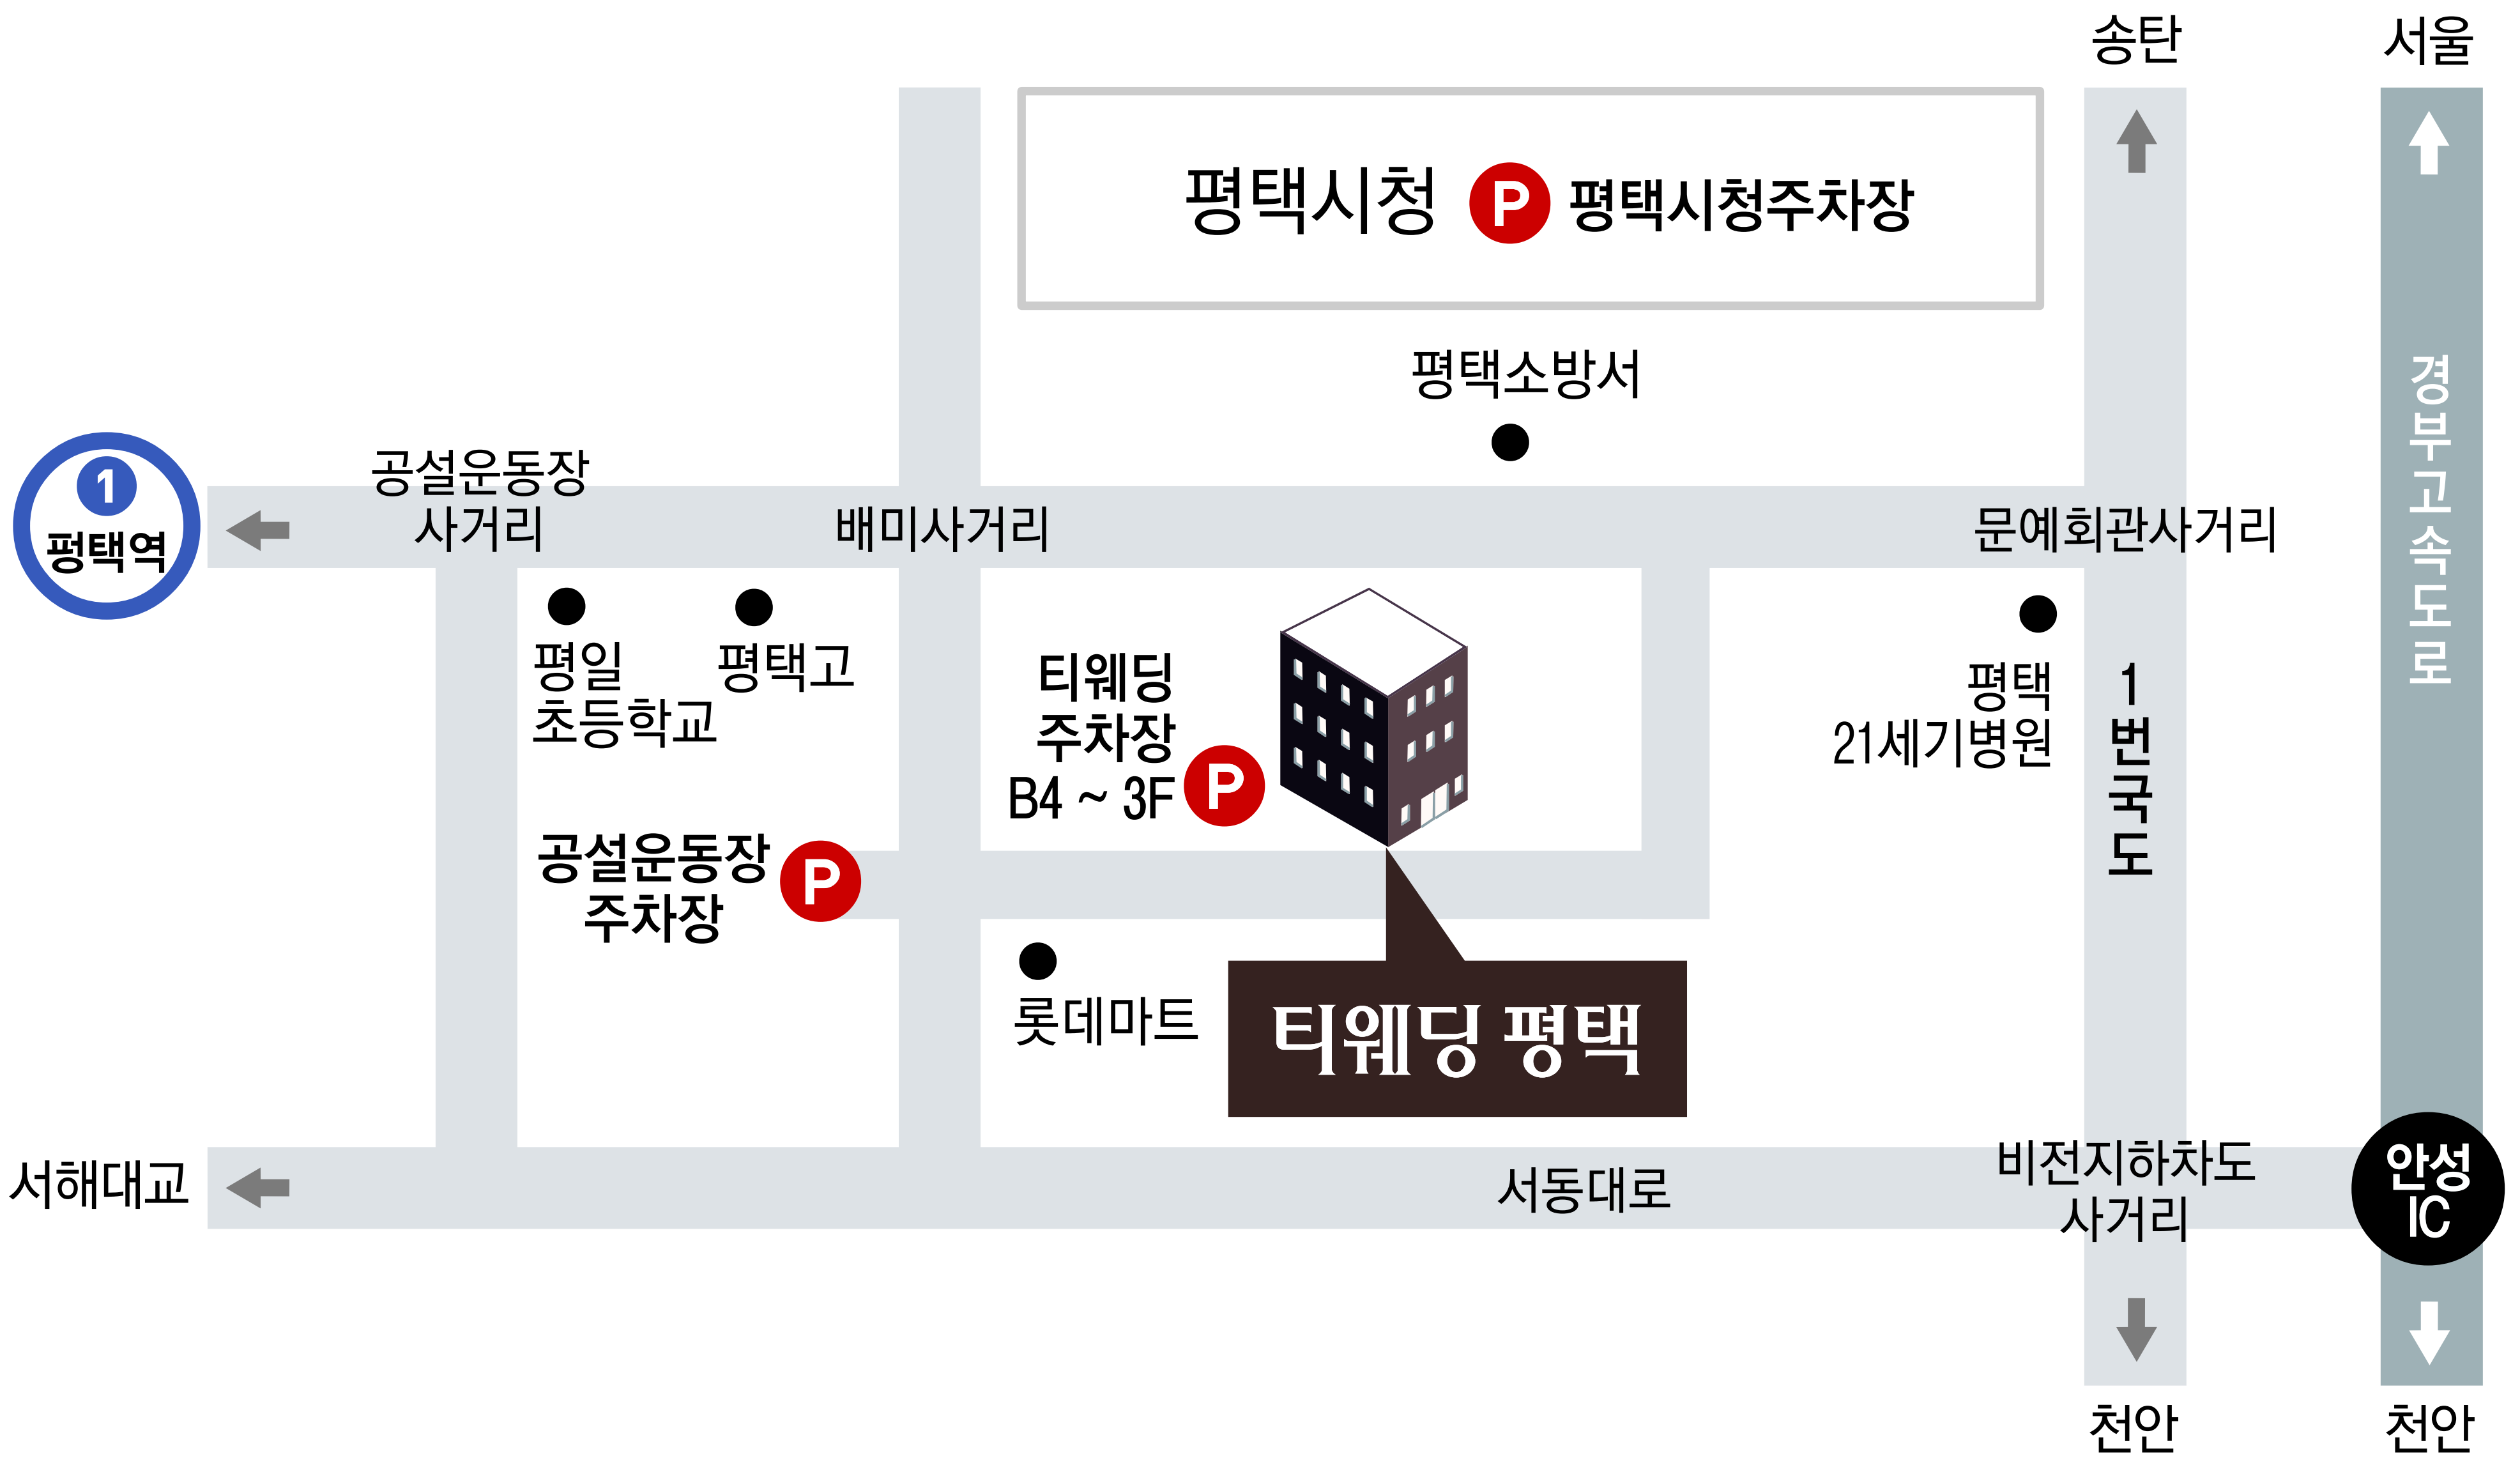 송탄
서울
평택시청
P
평택시청주차장
평택소방서
경부고속도로
1
평택역
공설운동장
사거리
배미사거리
문예회관사거리
평일
초등학교
평택고
티웨딩
주차장
B4 ~ 3F
P
평택
21세기병원
1번국도
공설운동장
주차장
P
롯데마트
티웨딩 평택
서해대교
서동대로
비전지하차도
사거리
안성
IC
천안
천안